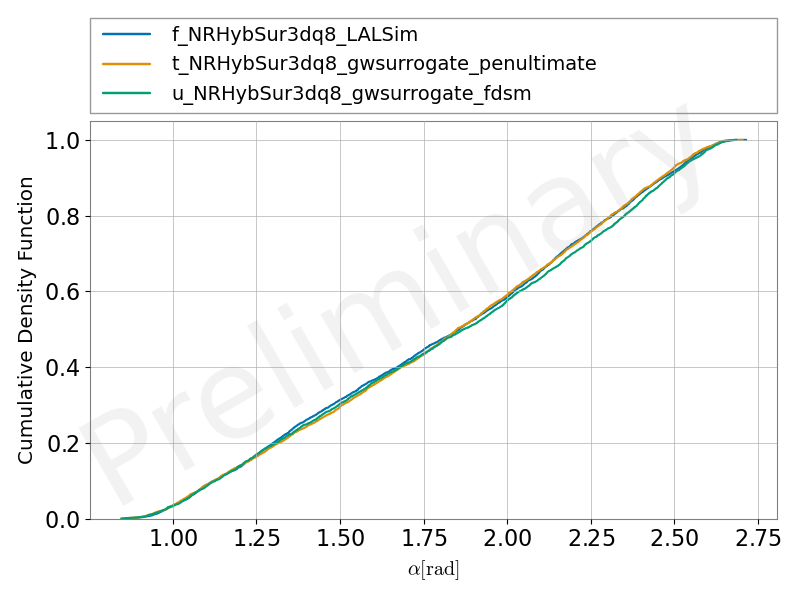 f_NRHybSur3dq8_LALSim
t_NRHybSur3dq8_gwsurrogate_penultimate
u_NRHybSur3dq8_gwsurrogate_fdsm
Preliminary
Cumulative Density Function
1.0
0.8
0.6
0.4
0.2
0.0
1.00 1.25 1.50 1.75 2.00 2.25 2.50 2.75
α[rad]